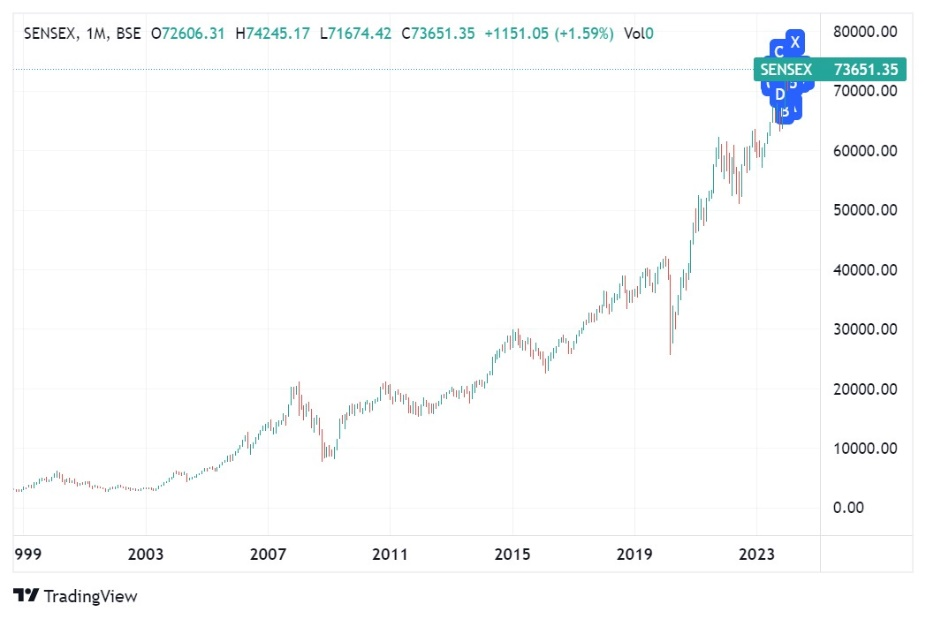 SENSEX, 1M, BSE O72606.31 H74245.17 L71674.42 C73651.35 +1151.05 (+1.59%) Vol0
80000.00
X
C
SENSEX 73651.35
70000.00
D
B
60000.00
50000.00
40000.00
30000.00
20000.00
10000.00
0.00
999 2003 2007 2011 2015 2019 2023
TradingView